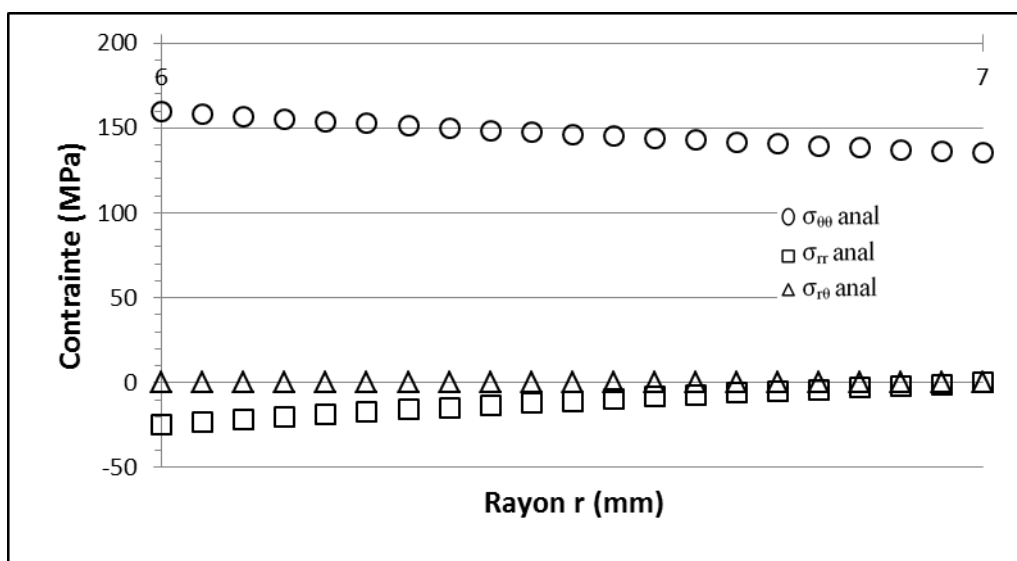 200
6
7
150
100
50
0
-50
Contrainte (MPa)
Rayon r (mm)
σθθ anal
σrr anal
σrθ anal